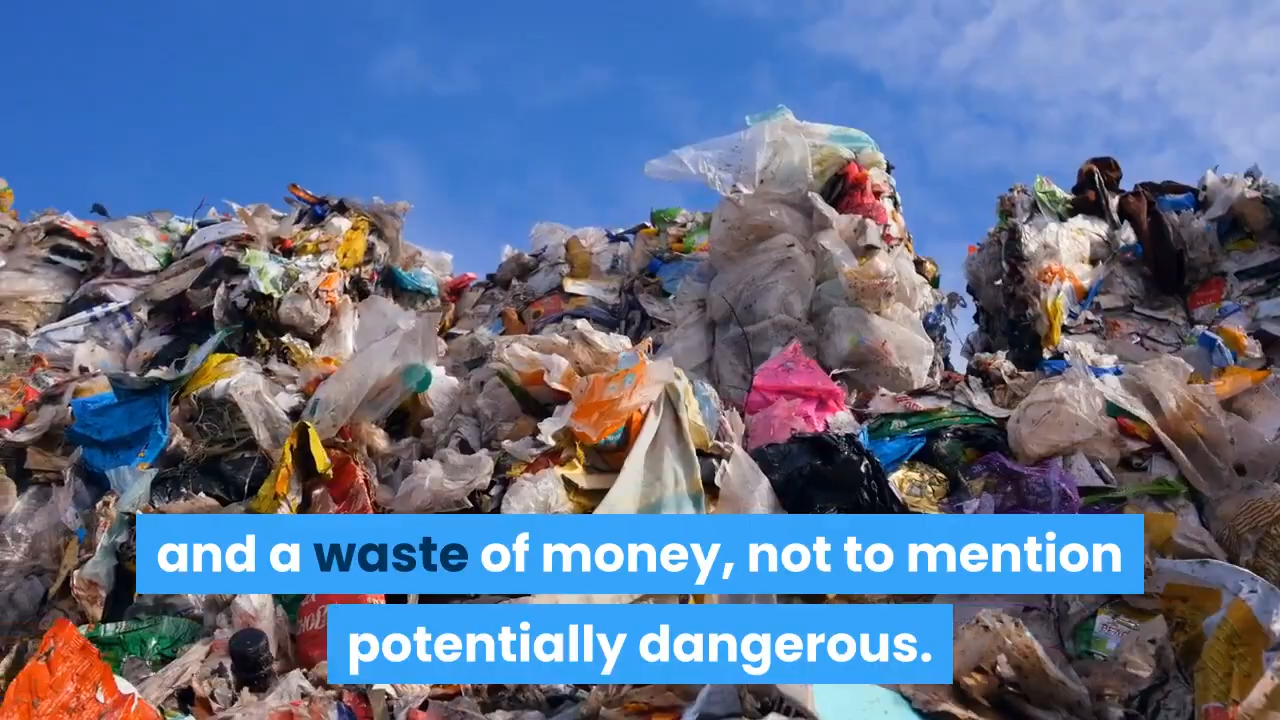 and a waste of money, not to mention
potentially dangerous.